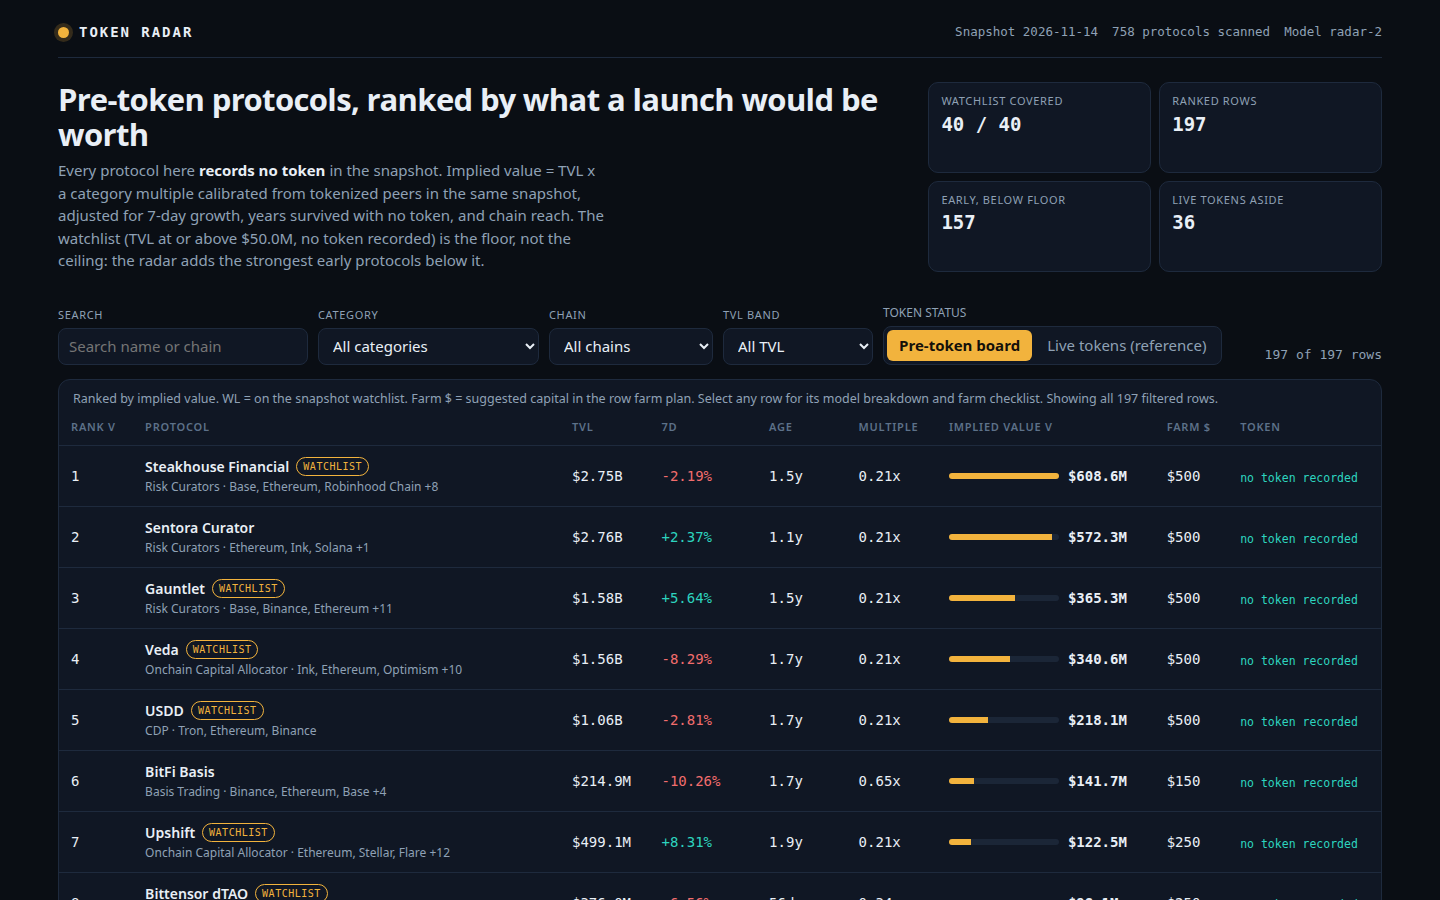 TOKEN RADAR
Snapshot 2026-11-14 758 protocols scanned Model radar-2
Pre-token protocols, ranked by what a launch would be
worth
Every protocol here records no token in the snapshot. Implied value = TVL x
a category multiple calibrated from tokenized peers in the same snapshot,
adjusted for 7-day growth, years survived with no token, and chain reach. The
watchlist (TVL at or above $50.0M, no token recorded) is the floor, not the
ceiling: the radar adds the strongest early protocols below it.
WATCHLIST COVERED
40 / 40
RANKED ROWS
197
EARLY, BELOW FLOOR
157
LIVE TOKENS ASIDE
36
SEARCH CATEGORY CHAIN TVL BAND TOKEN STATUS
Search name or chain All categories All chains All TVL Pre-token board Live tokens (reference) 197 of 197 rows
Ranked by implied value. WL = on the snapshot watchlist. Farm $ = suggested capital in the row farm plan. Select any row for its model breakdown and farm checklist. Showing all 197 filtered rows.
RANK V PROTOCOL TVL 7D AGE MULTIPLE IMPLIED VALUE V FARM $ TOKEN
1 Steakhouse Financial WATCHLIST $2.75B -2.19% 1.5y 0.21x $608.6M $500 no token recorded
Risk Curators · Base, Ethereum, Robinhood Chain +8
2 Sentora Curator $2.76B +2.37% 1.1y 0.21x $572.3M $500 no token recorded
Risk Curators · Ethereum, Ink, Solana +1
3 Gauntlet WATCHLIST $1.58B +5.64% 1.5y 0.21x $365.3M $500 no token recorded
Risk Curators · Base, Binance, Ethereum +11
4 Veda WATCHLIST $1.56B -8.29% 1.7y 0.21x $340.6M $500 no token recorded
Onchain Capital Allocator · Ink, Ethereum, Optimism +10
5 USDD WATCHLIST $1.06B -2.81% 1.7y 0.21x $218.1M $500 no token recorded
CDP · Tron, Ethereum, Binance
6 BitFi Basis $214.9M -10.26% 1.7y 0.65x $141.7M $150 no token recorded
Basis Trading · Binance, Ethereum, Base +4
7 Upshift WATCHLIST $499.1M +8.31% 1.9y 0.21x $122.5M $250 no token recorded
Onchain Capital Allocator · Ethereum, Stellar, Flare +12
Bittensor dTAO WATCHLIST